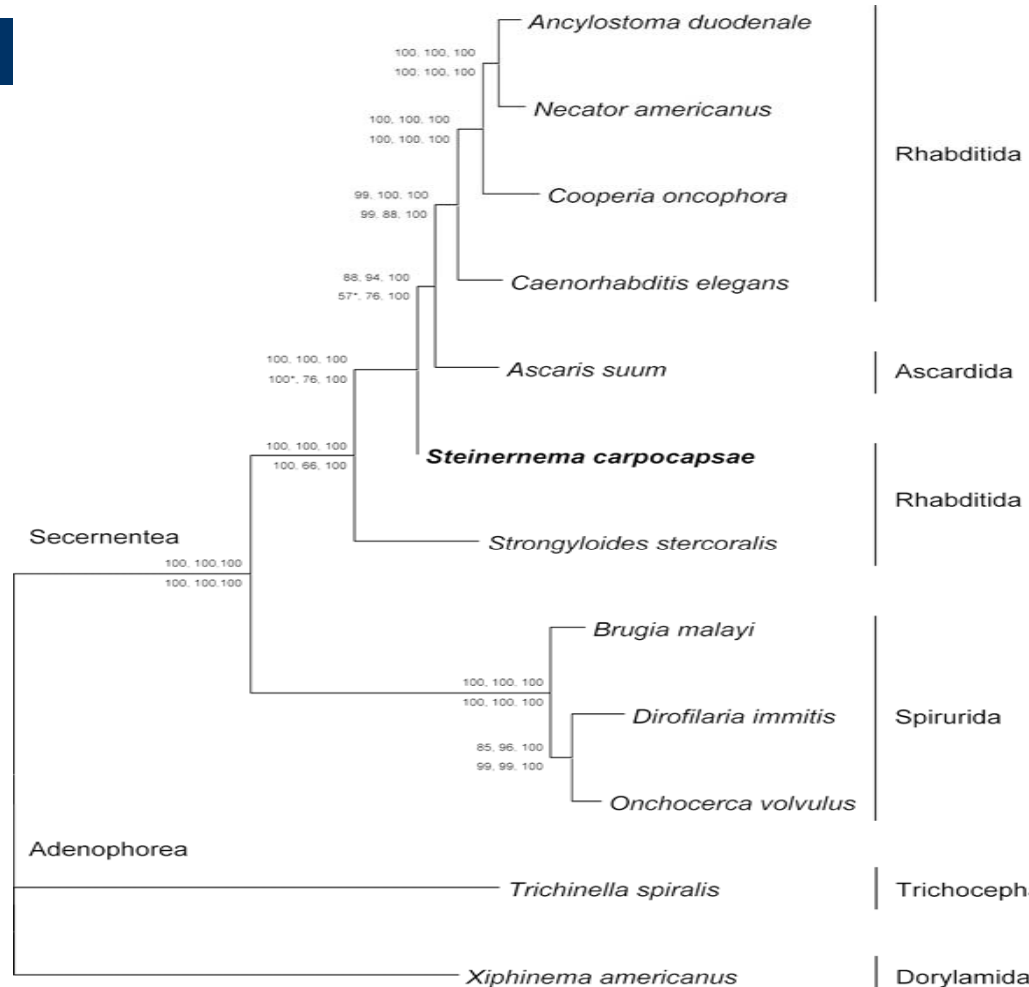 Ancylostoma duodenale
100, 100, 100
100, 100, 100
Necator americanus
100, 100, 100
100, 100, 100
Rhabditida
Cooperia oncophora
99, 100, 100
99, 88, 100
88, 94, 100
Caenorhabditis elegans
57*, 76, 100
100, 100, 100
Ascaris suum
Ascardida
100*, 76, 100
100, 100, 100
Steinernema carpocapsae
100, 66, 100
Rhabditida
Secernentea
Strongyloides stercoralis
100, 100.100
100, 100.100
Brugia malayi
100, 100, 100
100, 100, 100
Dirofilaria immitis
Spirurida
85, 96, 100
99, 99, 100
Onchocerca volvulus
Adenophorea
Trichinella spiralis
Trichoceph
Xiphinema americanus
Dorylamida